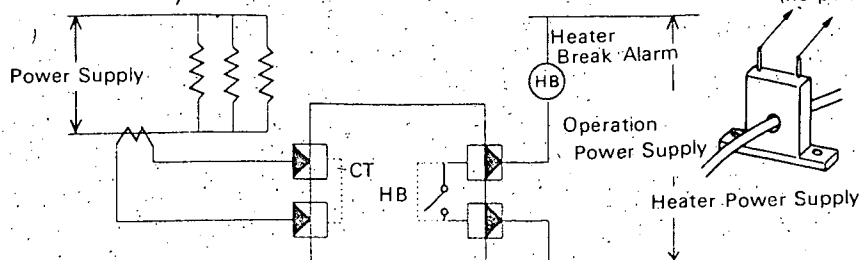 Power Supply
CT
HB
Heater
Break Alarm
HB
Operation
Power Supply
Heater Power Supply